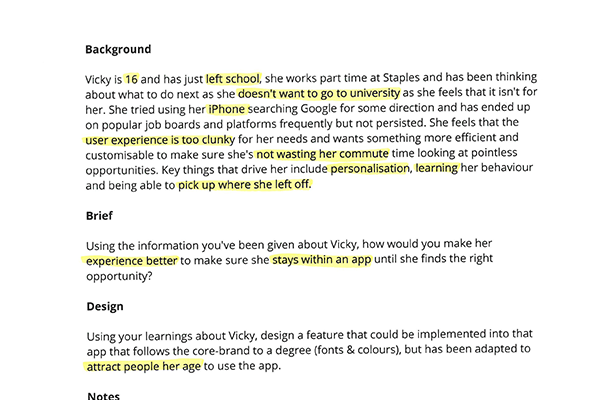 Background
Vicky is 16 and has just left school, she works part time at Staples and has been thinking
about what to do next as she doesn't want to go to university as she feels that it isn't for
her. She tried using her iPhone searching Google for some direction and has ended up
on popular job boards and platforms frequently but not persisted. She feels that the
user experience is too clunky for her needs and wants something more efficient and
customisable to make sure she's not wasting her commute time looking at pointless
opportunities. Key things that drive her include personalisation, learning her behaviour
and being able to pick up where she left off.
Brief
Using the information you've been given about Vicky, how would you make her
experience better to make sure she stays within an app until she finds the right
opportunity?
Design
Using your learnings about Vicky, design a feature that could be implemented into that
app that follows the core-brand to a degree (fonts & colours), but has been adapted to
attract people her age to use the app.
Notes